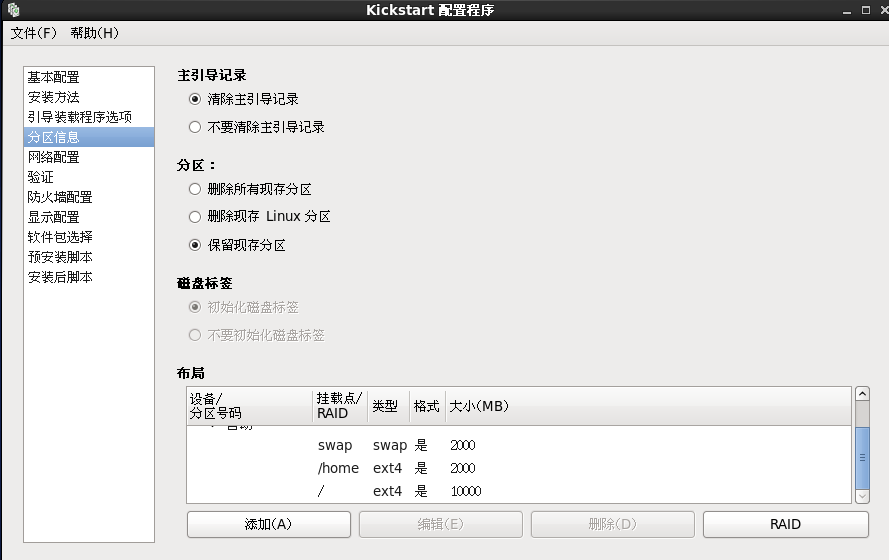 Kickstart 配置程序
文件(F) 帮助(H)
基本配置
安装方法
引导装载程序选项
分区信息
网络配置
验证
防火墙配置
显示配置
软件包选择
预安装脚本
安装后脚本
主引导记录
清除主引导记录
不要清除主引导记录
分区：
删除所有现存分区
删除现存 Linux 分区
保留现存分区
磁盘标签
初始化磁盘标签
不要初始化磁盘标签
布局
设备/
分区号码
挂载点/
RAID
类型
格式
大小(MB)
自动
swap swap 是 2000
/home ext4 是 2000
/ ext4 是 10000
添加(A) 编辑(E) 删除(D) RAID